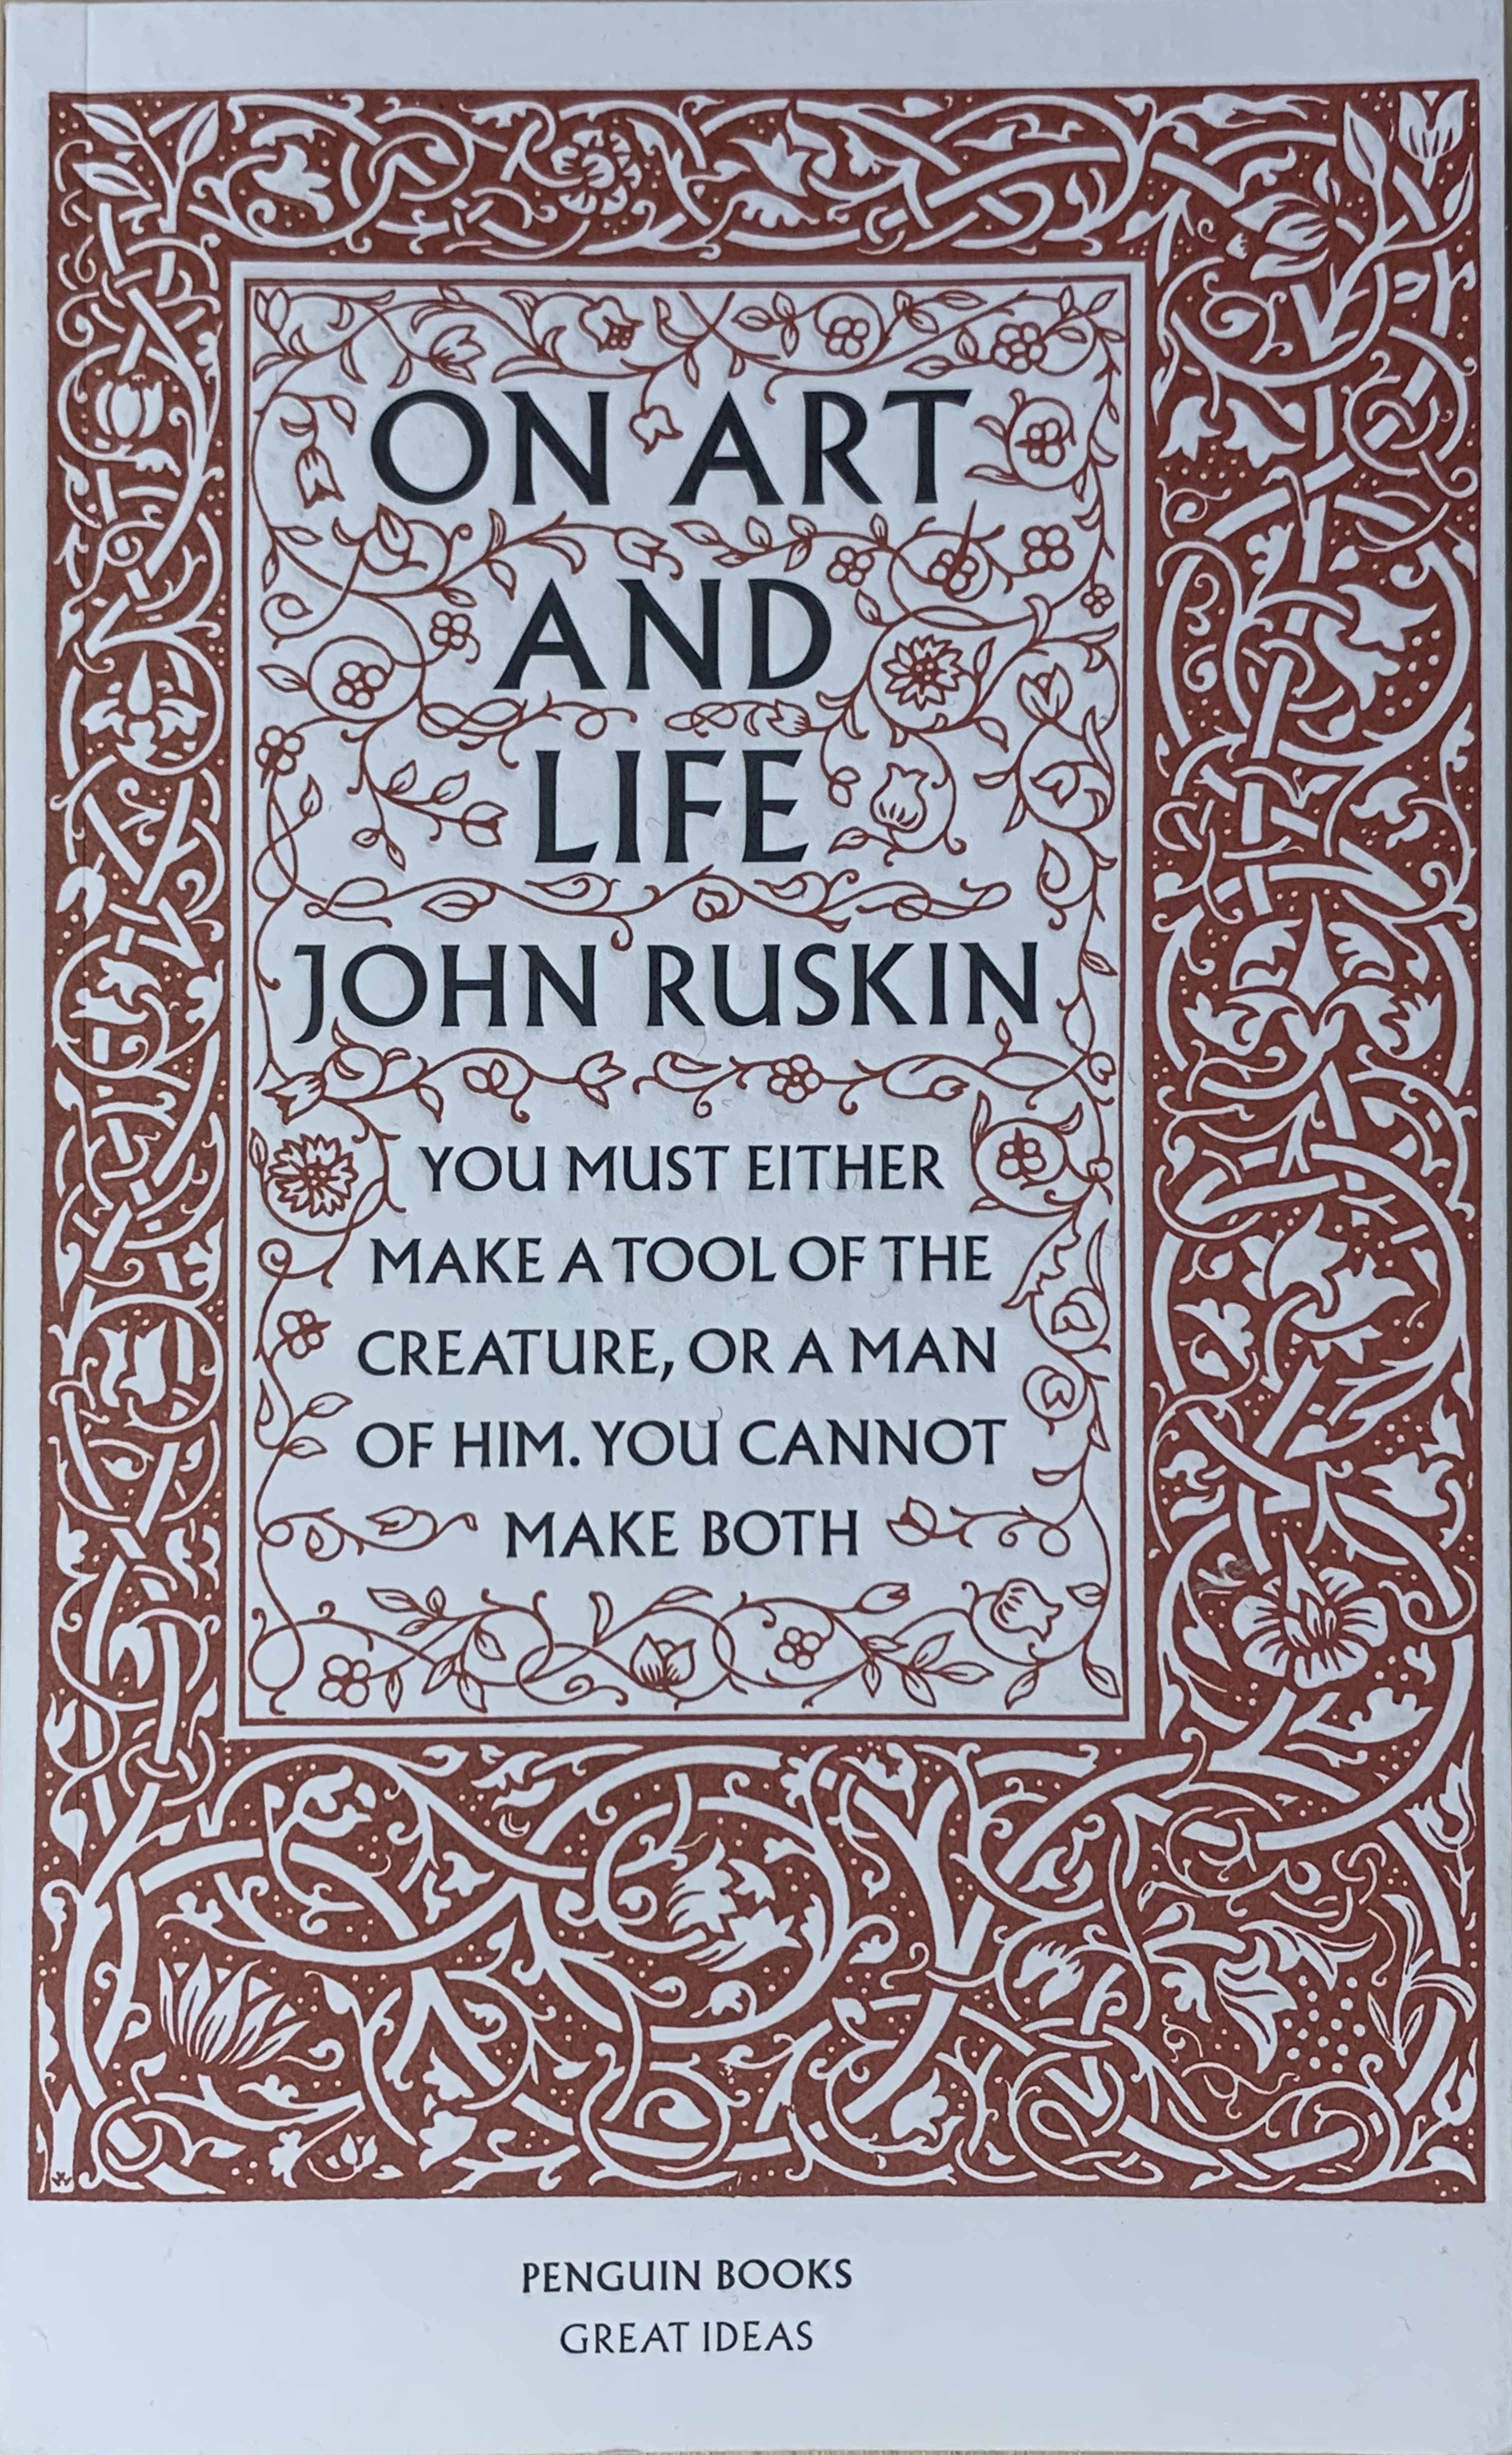 ON ART
AND
LIFE
JOHN RUSKIN
YOU MUST EITHER
MAKE A TOOL OF THE
CREATURE, OR A MAN
OF HIM. YOU CANNOT
MAKE BOTH
PENGUIN BOOKS
GREAT IDEAS